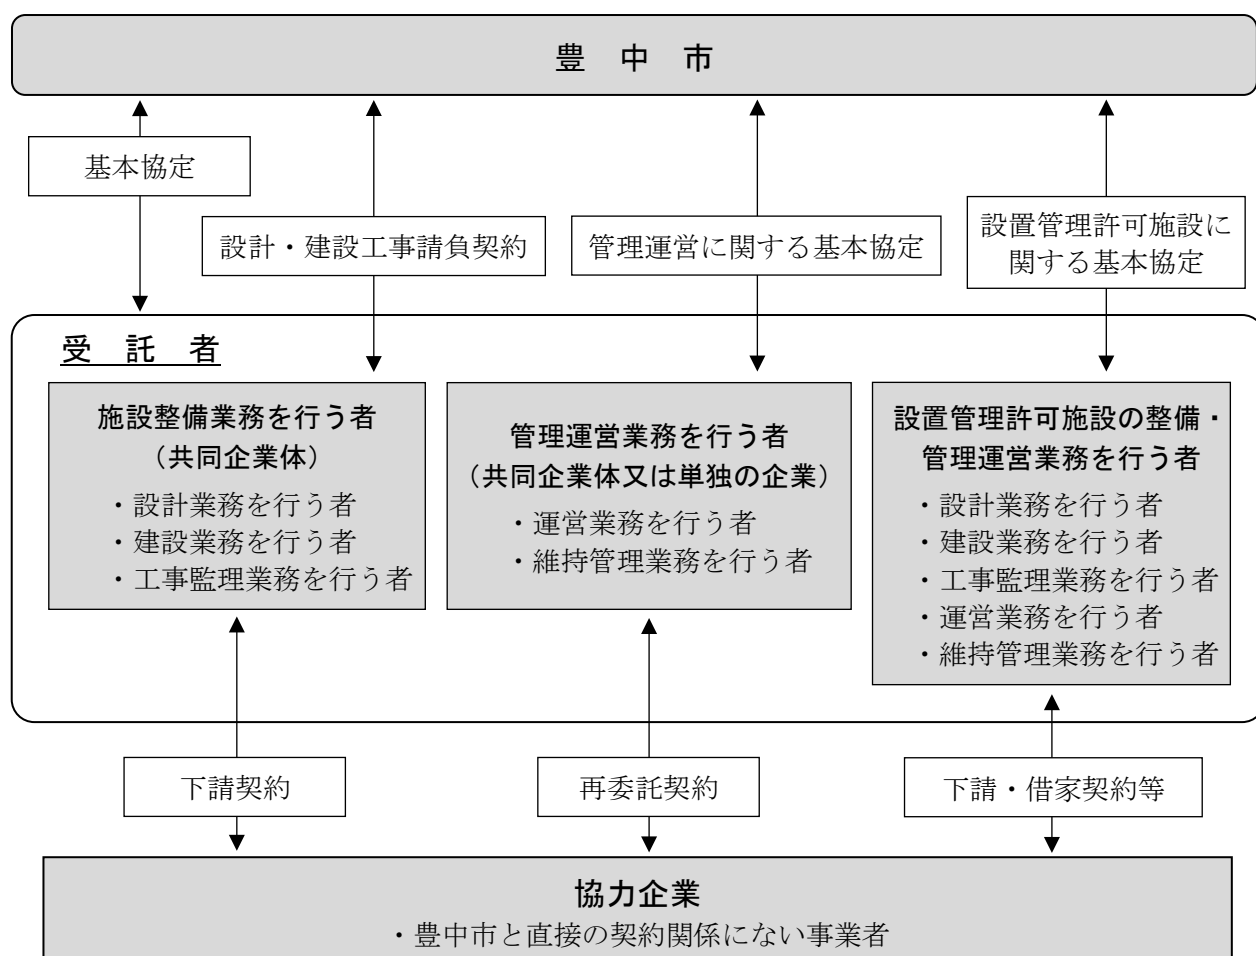 豊 中 市
基本協定
設計・建設工事請負契約
管理運営に関する基本協定
設置管理許可施設に
関する基本協定
受 託 者
施設整備業務を行う者
（共同企業体）
・設計業務を行う者
・建設業務を行う者
・工事監理業務を行う者
管理運営業務を行う者
（共同企業体又は単独の企業）
・運営業務を行う者
・維持管理業務を行う者
設置管理許可施設の整備・
管理運営業務を行う者
・設計業務を行う者
・建設業務を行う者
・工事監理業務を行う者
・運営業務を行う者
・維持管理業務を行う者
下請契約
再委託契約
下請・借家契約等
協力企業
・豊中市と直接の契約関係にない事業者